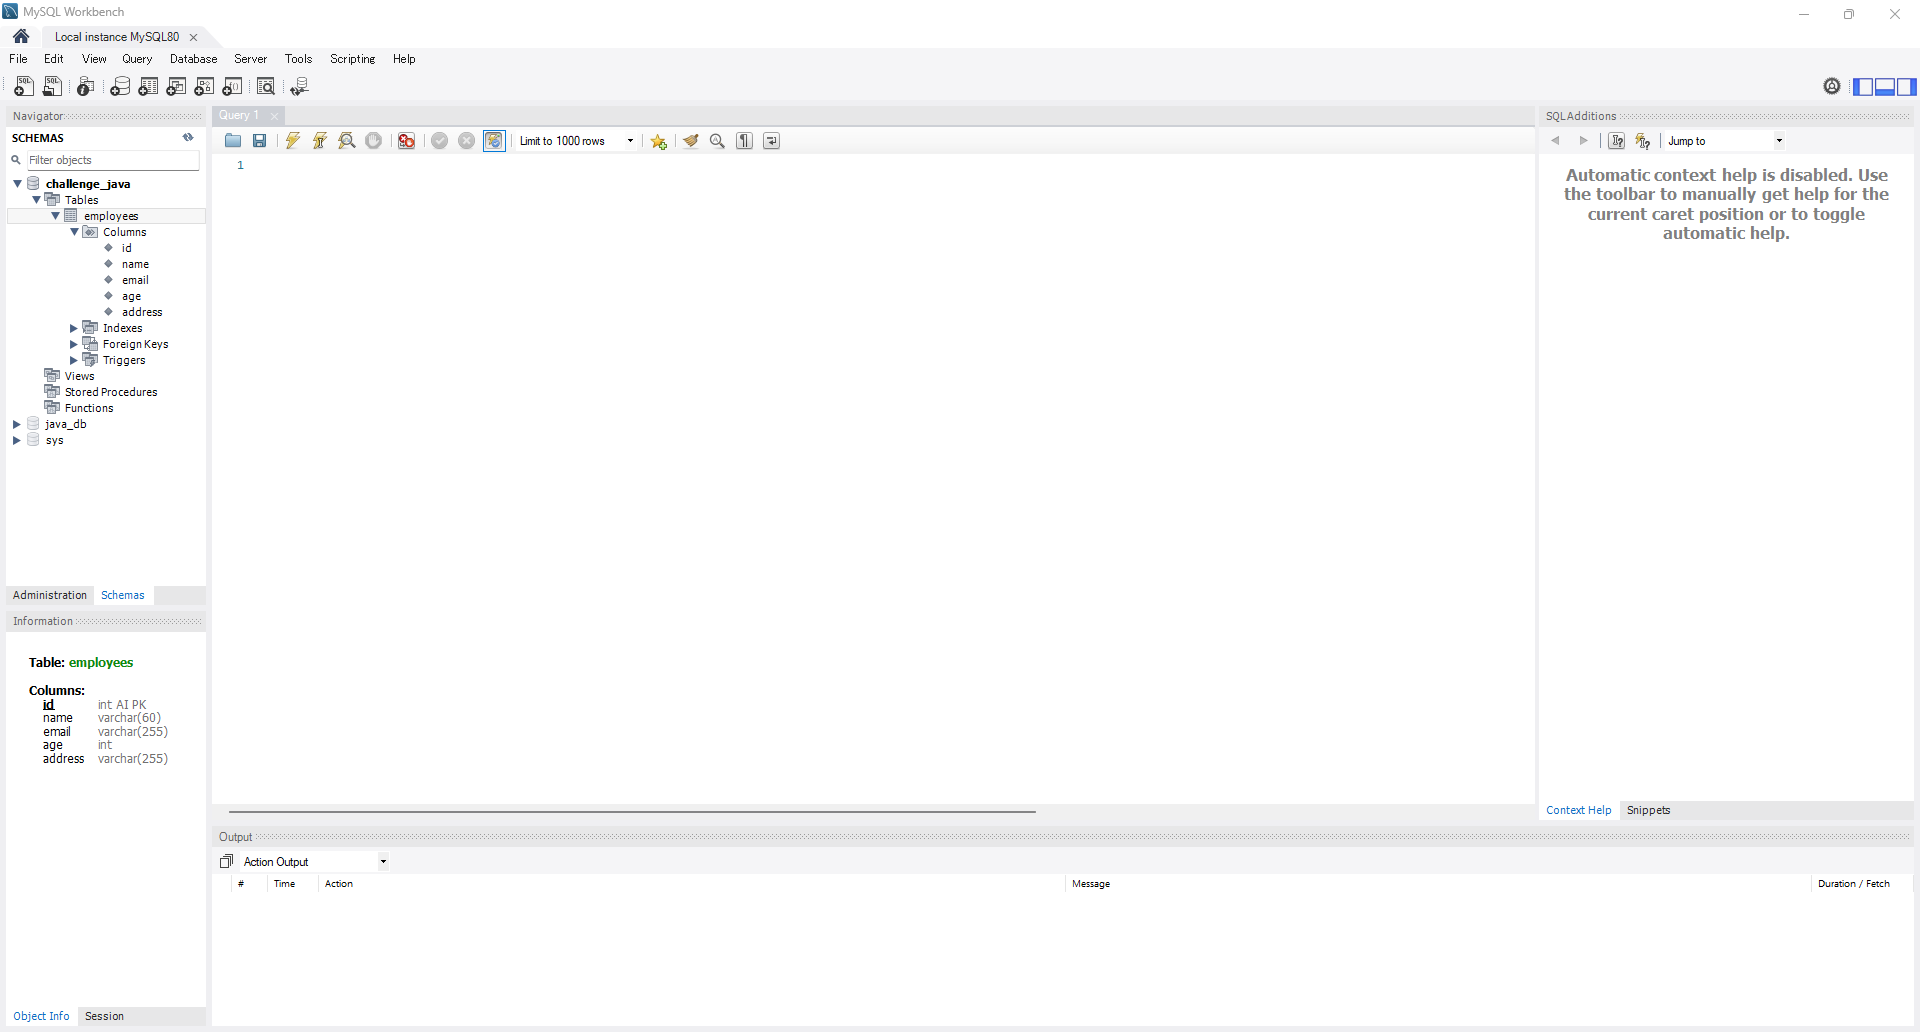 MySQL Workbench
Local instance MySQL80
File Edit View Query Database Server Tools Scripting Help
Navigator
SCHEMAS
Filter objects
challenge_java
Tables
employees
Columns
id
name
email
age
address
Indexes
Foreign Keys
Triggers
Views
Stored Procedures
Functions
java_db
sys
Administration Schemas
Information
Table: employees
Columns:
id int AI PK
name varchar(60)
email varchar(255)
age int
address varchar(255)
Object Info Session
Query 1
Limit to 1000 rows
1
SQLAdditions
Jump to
Automatic context help is disabled. Use
the toolbar to manually get help for the
current caret position or to toggle
automatic help.
Context Help Snippets
Output
Action Output
# Time Action Message Duration / Fetch